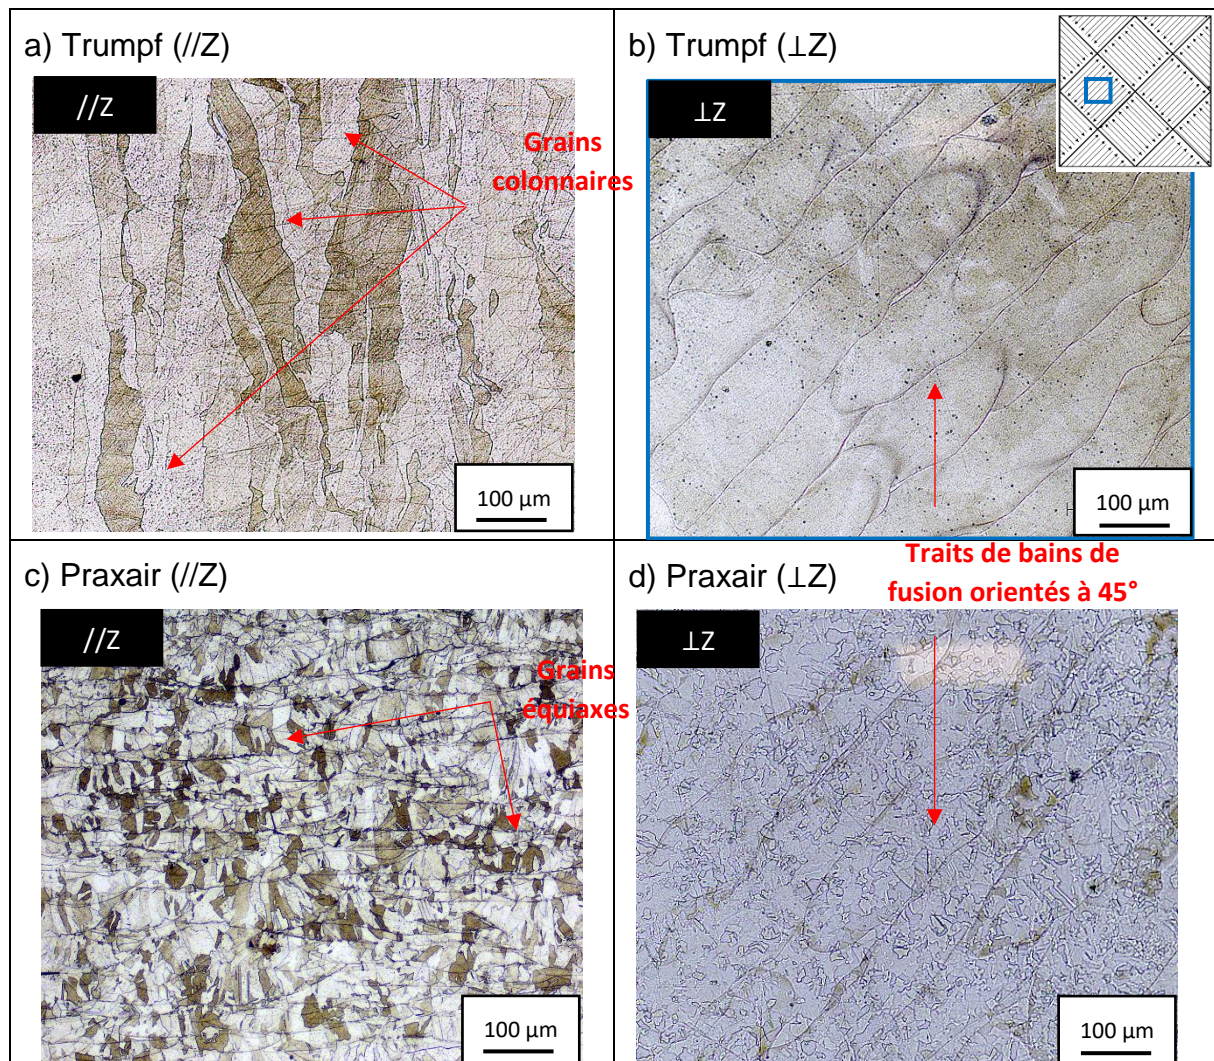 a) Trumpf (//Z)
//Z
Grains
colonnaires
100 µm
b) Trumpf (⊥Z)
⊥Z
100 µm
c) Praxair (//Z)
//Z
Grains
équiaxes
100 µm
Traits de bains de
fusion orientés à 45°
d) Praxair (⊥Z)
⊥Z
100 µm